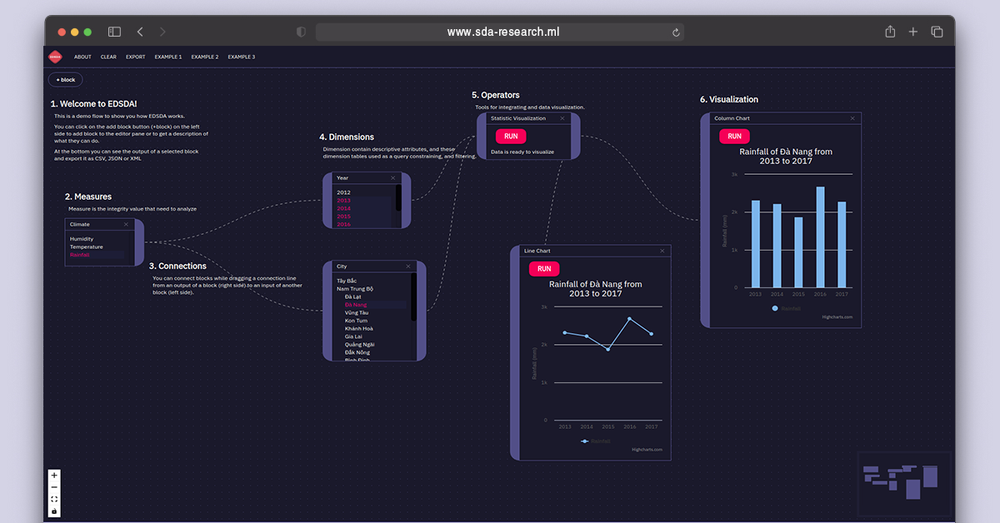 www.sda-research.ml
EDSDA
ABOUT
CLEAR
EXPORT
EXAMPLE 1
EXAMPLE 2
EXAMPLE 3
+ block
1. Welcome to EDSDA!
This is a demo flow to show you how EDSDA works.
You can click on the add block button (+block) on the left
side to add block to the editor pane or to get a description of
what they can do.
At the bottom you can see the output of a selected block
and export it as CSV, JSON or XML
2. Measures
Measure is the integrity value that need to analyze
Climate
Humidity
Temperature
Rainfall
3. Connections
You can connect blocks while dragging a connection line
from an output of a block (right side) to an input of another
block (left side).
4. Dimensions
Dimension contain descriptive attributes, and these
dimension tables used as a query constraining, and filtering.
Year
2012
2013
2014
2015
2016
City
Tây Bắc
Nam Trung Bộ
Đà Lạt
Đà Nang
Vũng Tàu
Kon Tum
Khánh Hoà
Gia Lai
Quảng Ngãi
Đắk Nông
Bình Định
5. Operators
Tools for integrating and data visualization.
Statistic Visualization
RUN
Data is ready to visualize
Line Chart
RUN
Rainfall of Đà Nang from
2013 to 2017
3k
2k
1k
0
Rainfall (mm)
2013
2014
2015
2016
2017
Rainfall
Highcharts.com
6. Visualization
Column Chart
RUN
Rainfall of Đà Nang from
2013 to 2017
3k
2k
1k
0
Rainfall (mm)
2013
2014
2015
2016
2017
Rainfall
Highcharts.com